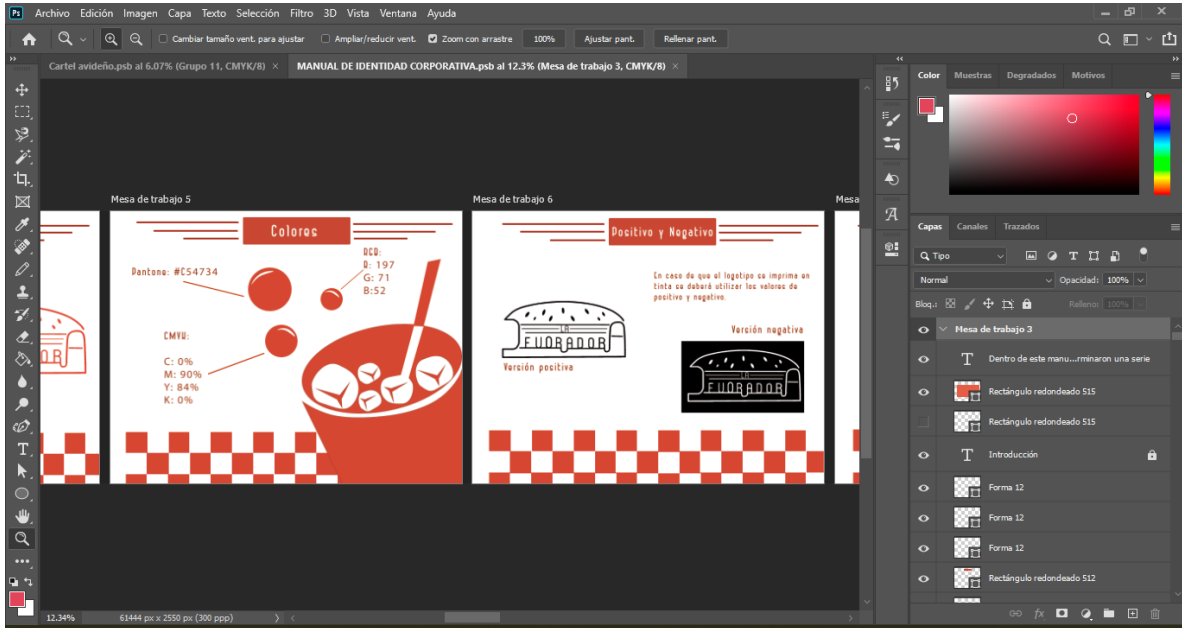 Ps Archivo Edición Imagen Capa Texto Selección Filtro 3D Vista Ventana Ayuda
Cambiar tamaño vent. para ajustar Ampliar/reducir vent. Zoom con arrastre 100% Ajustar pant. Rellenar pant.
Cartel avideño.psb al 6.07% (Grupo 11, CMYK/8) × MANUAL DE IDENTIDAD CORPORATIVA.psb al 12.3% (Mesa de trabajo 3, CMYK/8) ×
Mesa de trabajo 5
Colores
Pantone: #C54734
RGB:
R: 197
G: 71
B:52
CMYK:
C: 0%
M: 90%
Y: 84%
K: 0%
Mesa de trabajo 6
Positivo y Negativo
En caso de que el logotipo se imprima en
tinta se deberá utilizar los valores de
positivo y negativo.
LA
Versión positiva
Versión negativa
LA
Mesa
12.34% 61444 px x 2550 px (300 ppp)
Color Muestras Degradados Motivos
Capas Canales Trazados
Tipo
Normal Opacidad: 100%
Bloq.: Relleno: 100%
Mesa de trabajo 3
T Dentro de este manu...rminaron una serie
Rectángulo redondeado 515
Rectángulo redondeado 515
T Introducción
Forma 12
Forma 12
Forma 12
Rectángulo redondeado 512